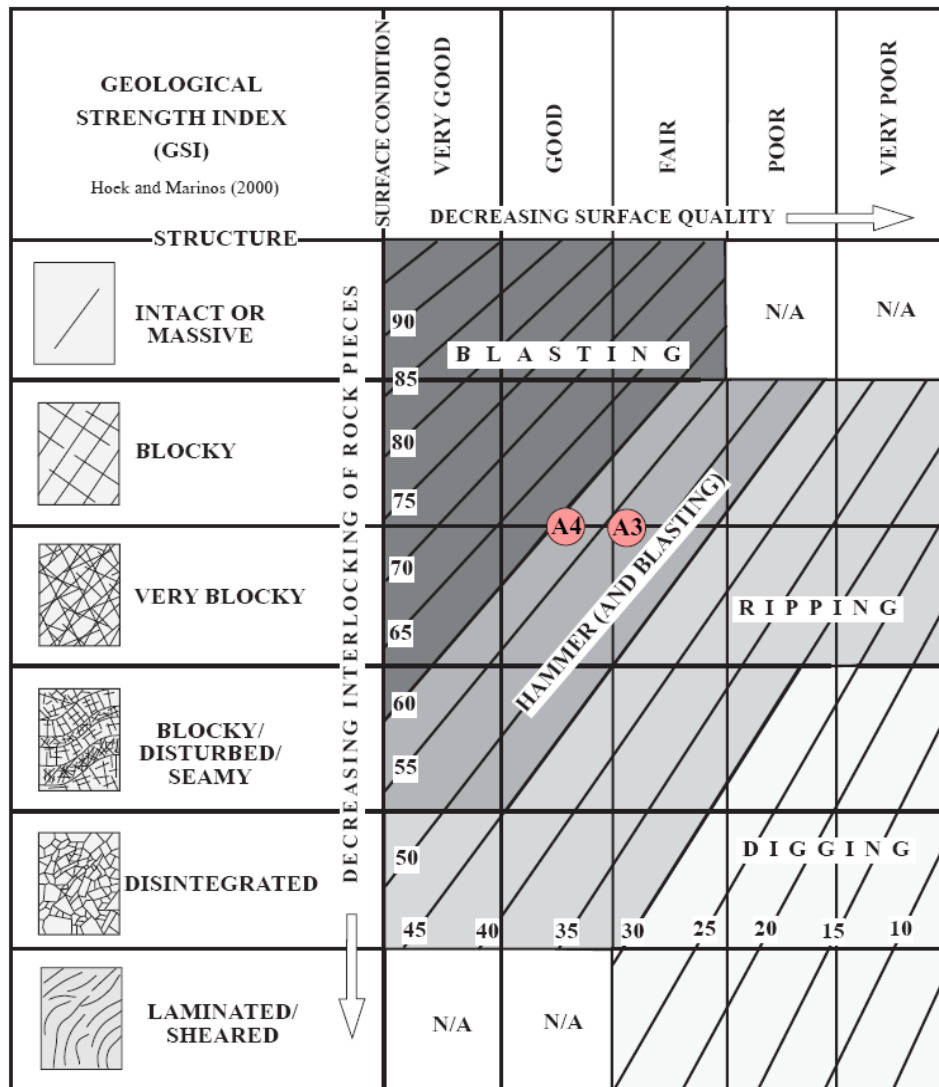 GEOLOGICAL
STRENGTH INDEX
(GSI)
Hoek and Marinos (2000)
STRUCTURE
SURFACE CONDITION
VERY GOOD
GOOD
FAIR
POOR
VERY POOR
DECREASING SURFACE QUALITY
DECREASING INTERLOCKING OF ROCK PIECES
INTACT OR
MASSIVE
90
N/A
N/A
B L A S T I N G
85
BLOCKY
80
75
A4
A3
HAMMER (AND BLASTING)
VERY BLOCKY
70
R I P P I N G
65
BLOCKY/
DISTURBED/
SEAMY
60
55
DISINTEGRATED
50
D I G G I N G
45
40
35
30
25
20
15
10
LAMINATED/
SHEARED
N/A
N/A